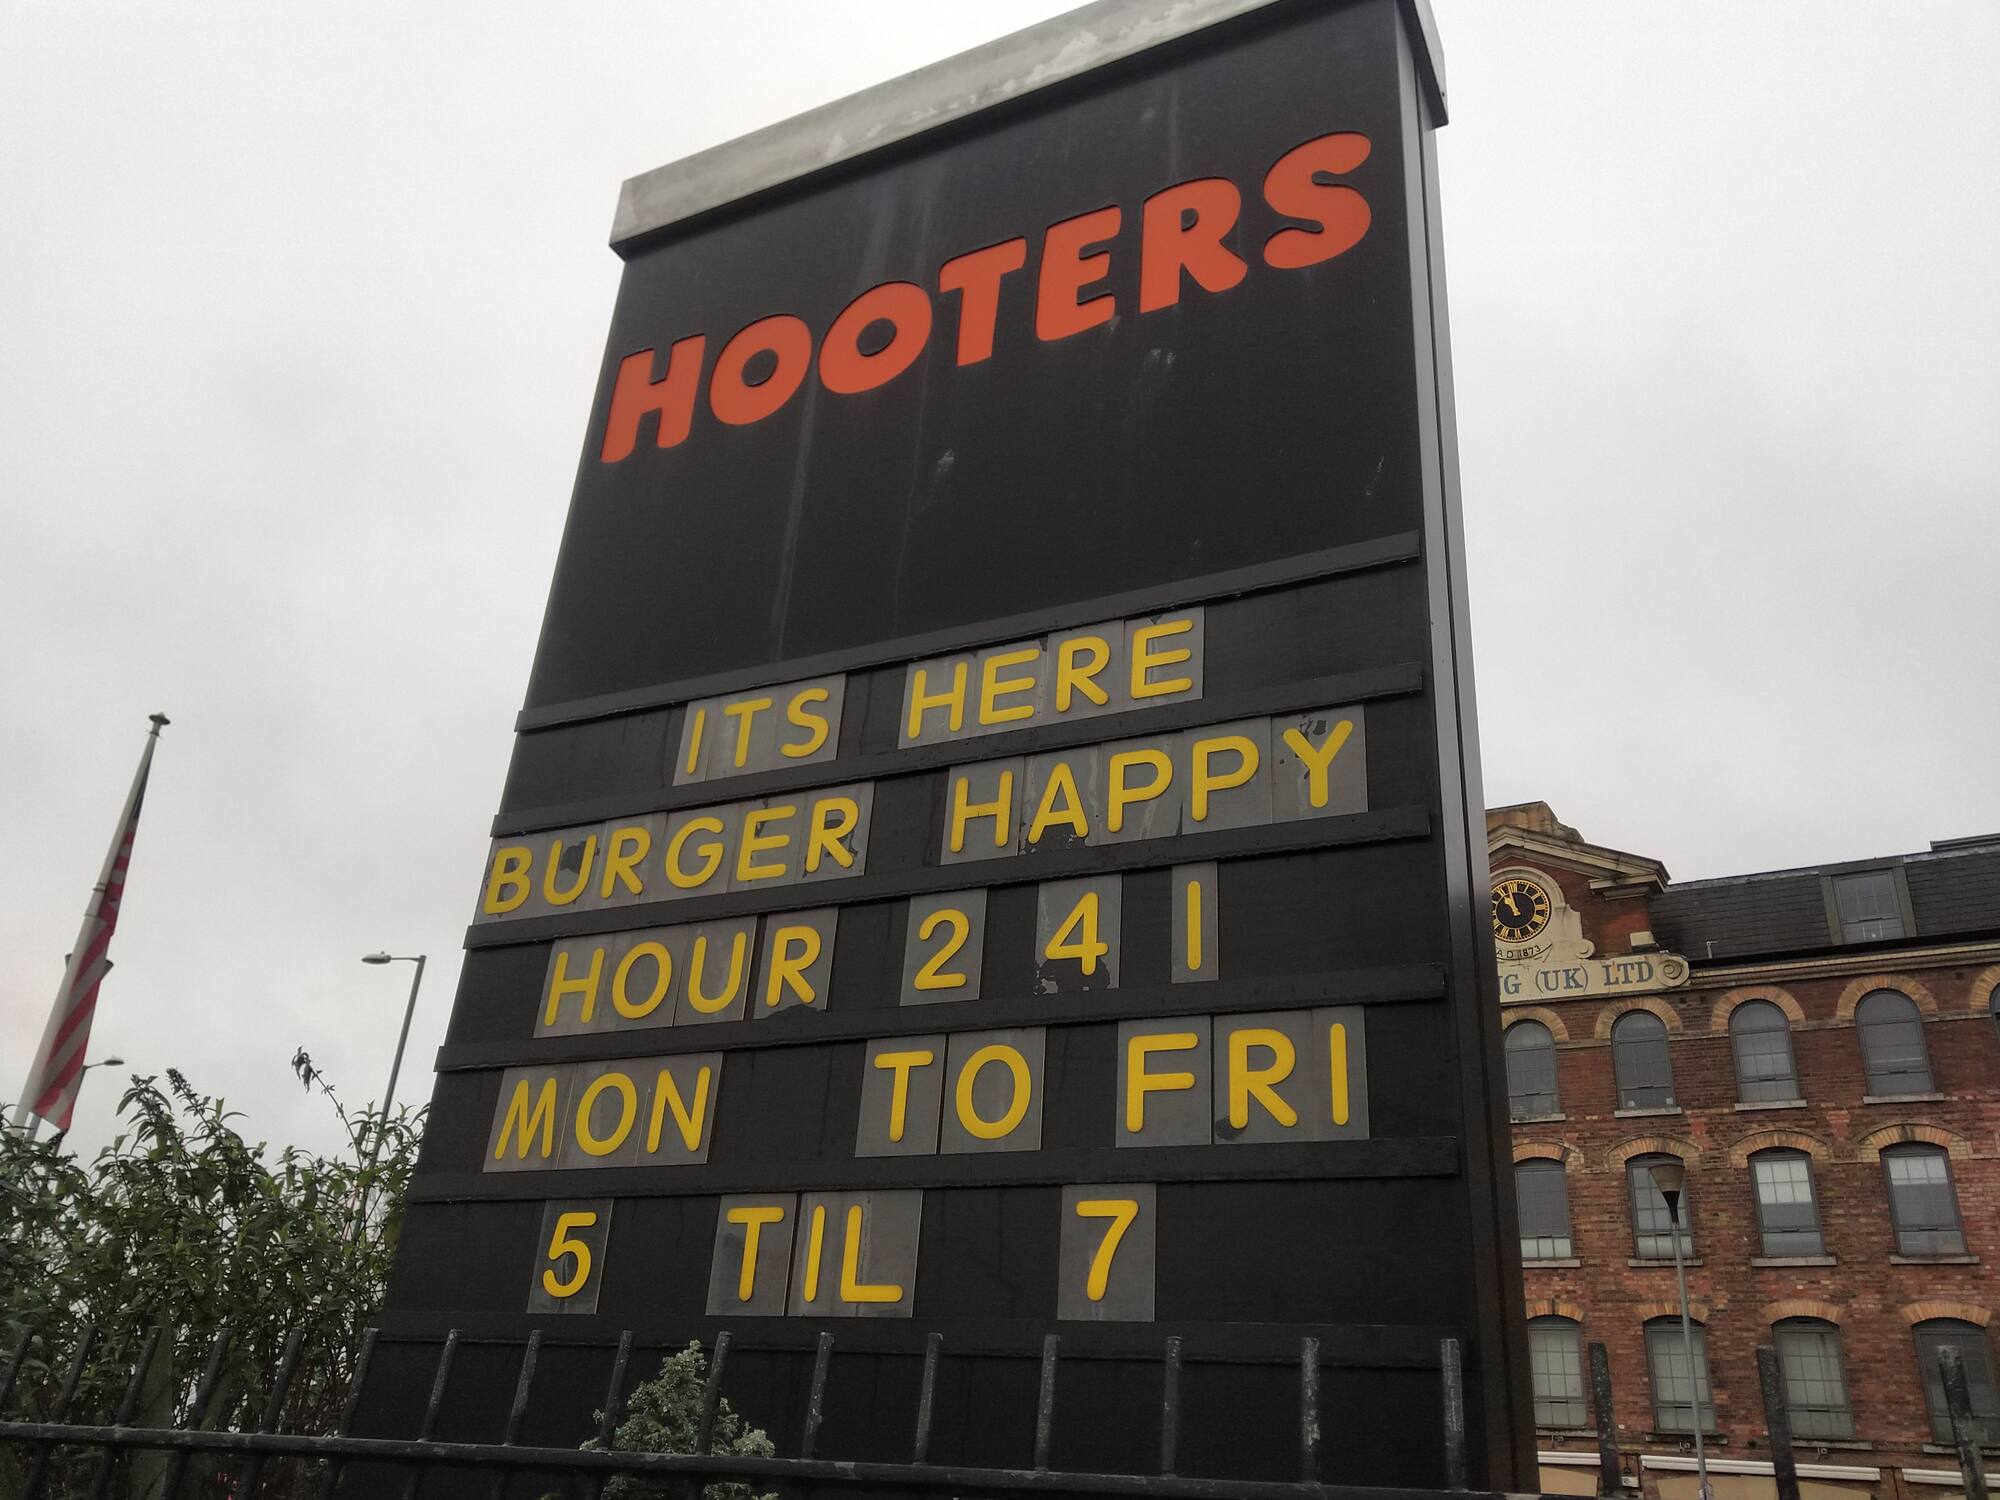 HOOTERS
ITS HERE
BURGER HAPPY
HOUR 2 4 1
MON TO FRI
5 TIL 7
AD 1873
NG (UK) LTD